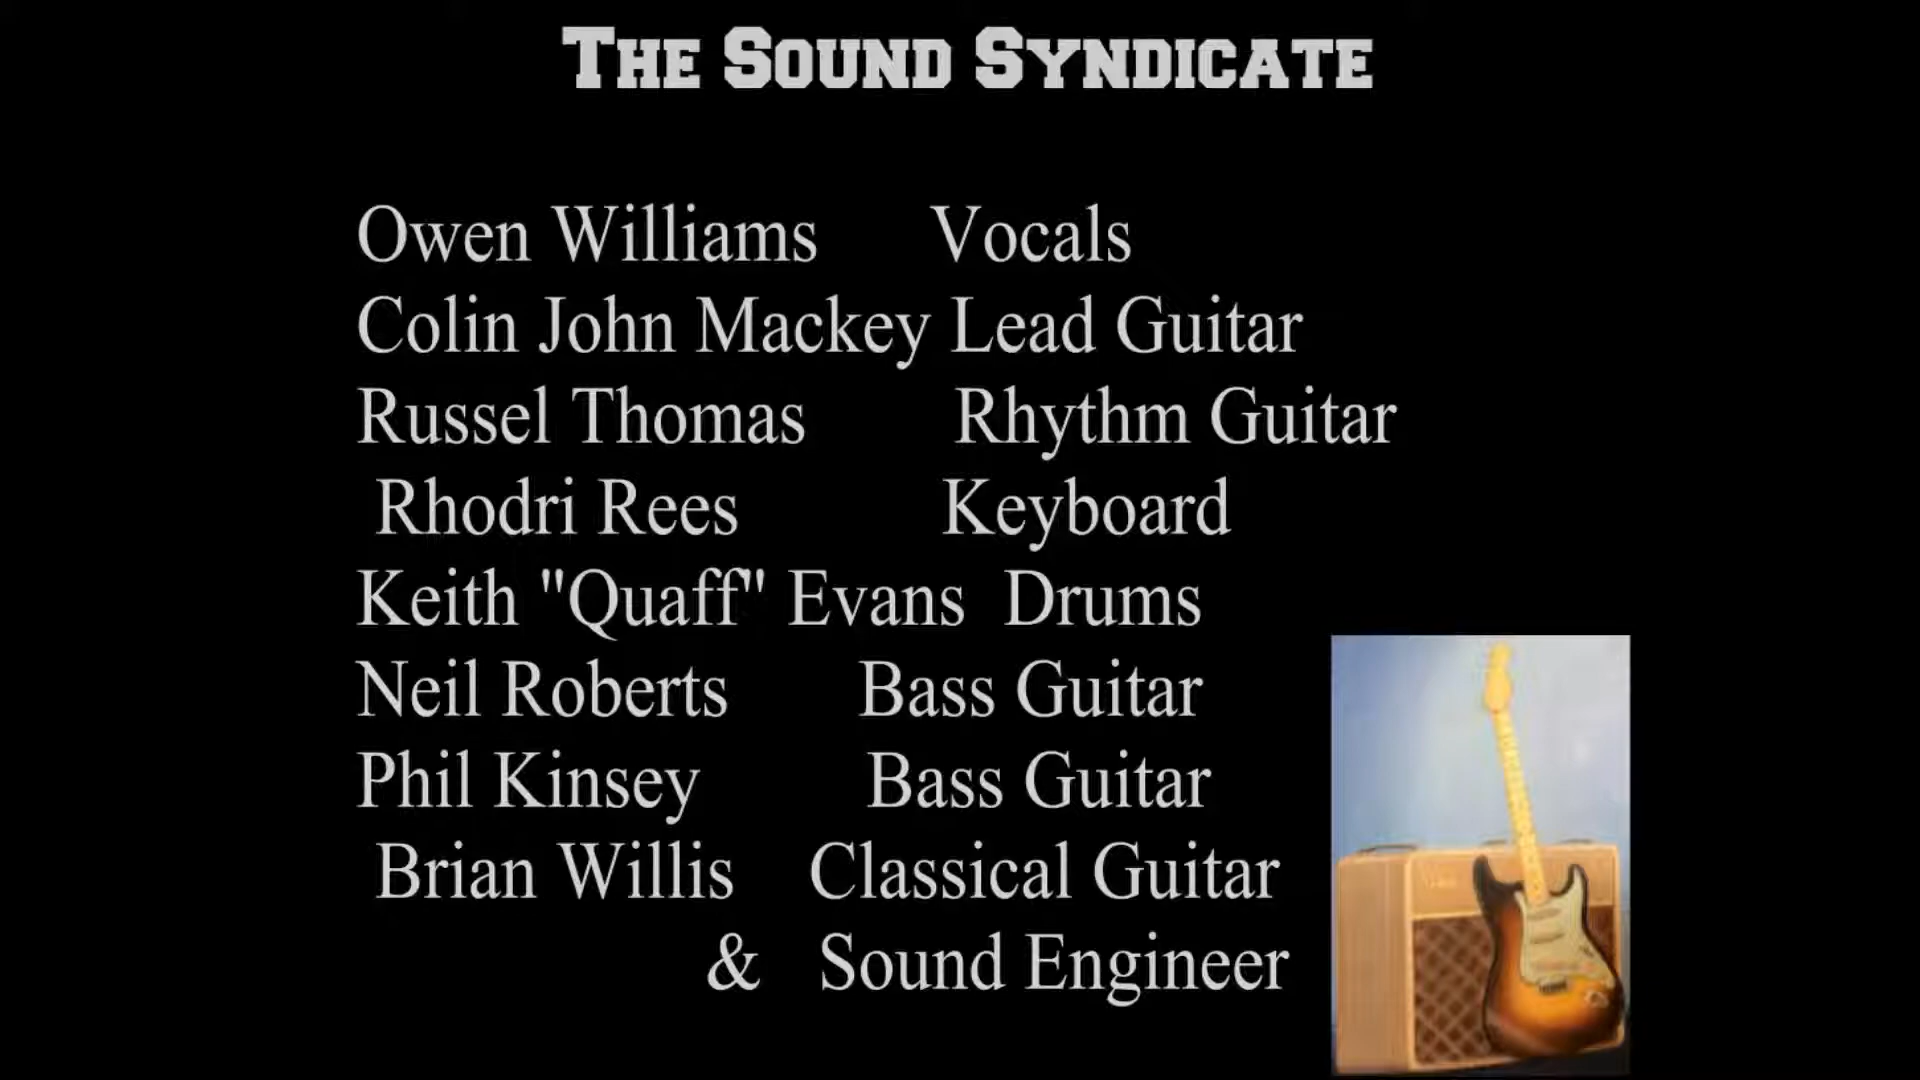 THE SOUND SYNDICATE
Owen Williams Vocals
Colin John Mackey Lead Guitar
Russel Thomas Rhythm Guitar
Rhodri Rees Keyboard
Keith "Quaff" Evans Drums
Neil Roberts Bass Guitar
Phil Kinsey Bass Guitar
Brian Willis Classical Guitar
& Sound Engineer